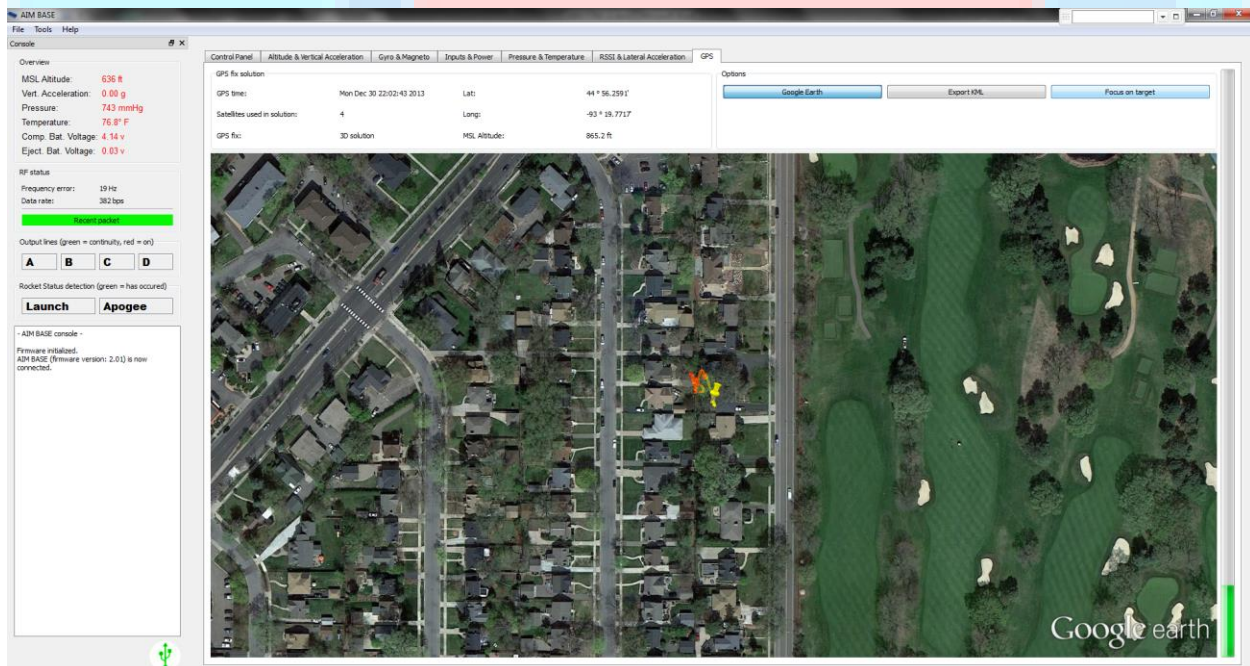 AIM BASE
File Tools Help
Console
Overview
MSL Altitude: 636 ft
Vert. Acceleration: 0.00 g
Pressure: 743 mmHg
Temperature: 76.8° F
Comp. Bat. Voltage: 4.14 v
Eject. Bat. Voltage: 0.03 v
RF status
Frequency error: 19 Hz
Data rate: 382 bps
Recent packet
Output lines (green = continuity, red = on)
A B C D
Rocket Status detection (green = has occured)
Launch Apogee
- AIM BASE console -
Firmware initialized.
AIM BASE (firmware version: 2.01) is now
connected.
Control Panel Altitude & Vertical Acceleration Gyro & Magneto Inputs & Power Pressure & Temperature RSSI & Lateral Acceleration GPS
GPS fix solution
GPS time: Mon Dec 30 22:02:43 2013 Lat: 44 ° 56.2591'
Satellites used in solution: 4 Long: -93 ° 19.7717'
GPS fix: 3D solution MSL Altitude: 865.2 ft
Options
Google Earth Export KML Focus on target
Google earth